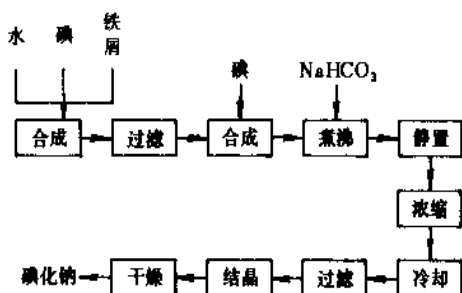 水 碘 铁屑
碘 NaHCO₃
合成 过滤 合成 煮沸 静置
浓缩
碘化钠 干燥 结晶 过滤 冷却